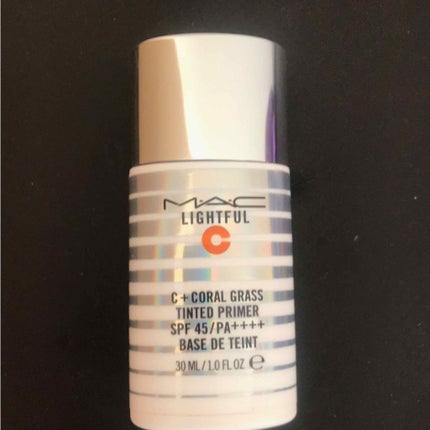 M·A·C
LIGHTFUL
C
C + CORAL GRASS
TINTED PRIMER
SPF 45/PA++++
BASE DE TEINT
30 ML / 1.0 FL OZ ℮